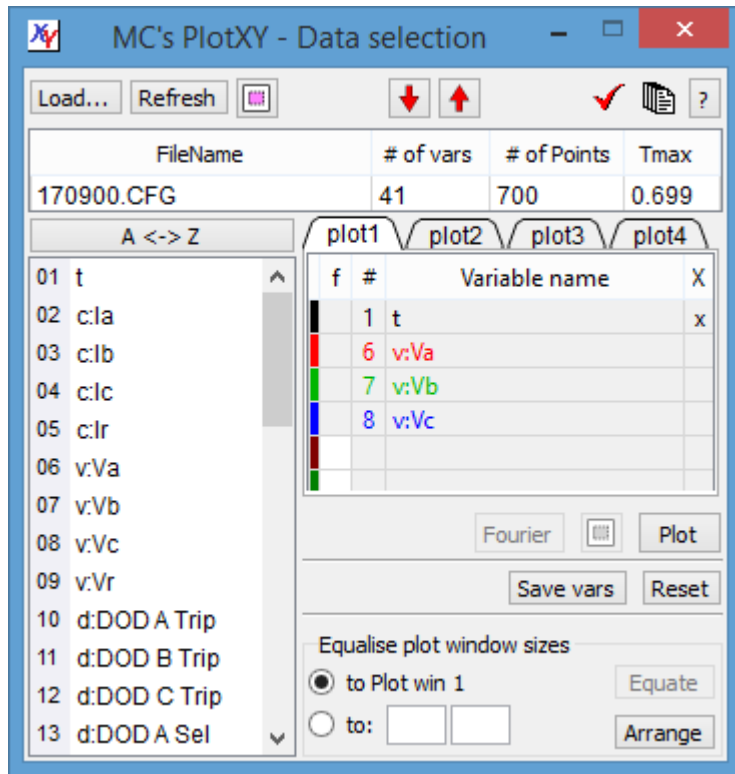 MC's PlotXY - Data selection
Load... Refresh ?
FileName # of vars # of Points Tmax
170900.CFG 41 700 0.699
A <-> Z
01 t
02 c:Ia
03 c:Ib
04 c:Ic
05 c:Ir
06 v:Va
07 v:Vb
08 v:Vc
09 v:Vr
10 d:DOD A Trip
11 d:DOD B Trip
12 d:DOD C Trip
13 d:DOD A Sel
plot1 plot2 plot3 plot4
f # Variable name X
1 t x
6 v:Va
7 v:Vb
8 v:Vc
Fourier Plot
Save vars Reset
Equalise plot window sizes
to Plot win 1 Equate
to: Arrange